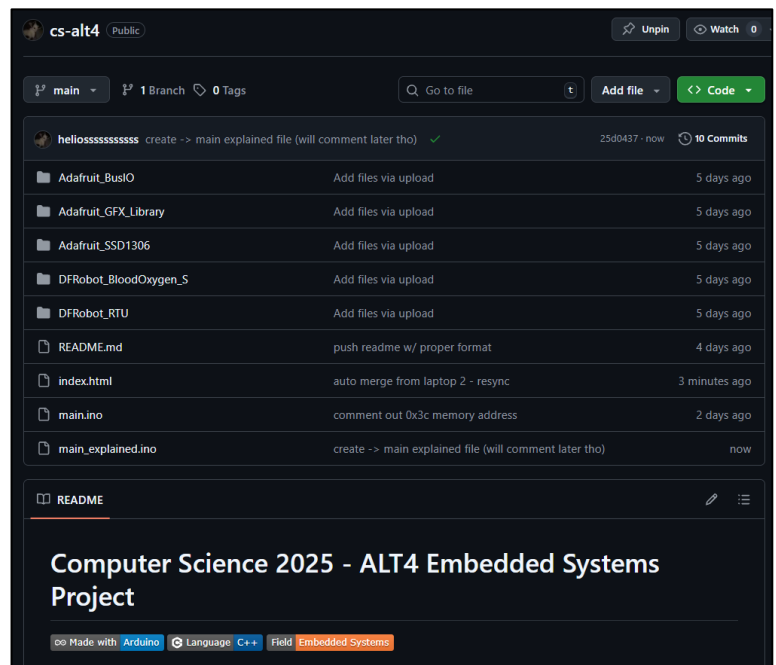 cs-alt4 Public Unpin Watch 0
main 1 Branch 0 Tags Go to file t Add file Code
heliosssssssssss create -> main explained file (will comment later tho) 25d0437 · now 10 Commits
Adafruit_BusIO Add files via upload 5 days ago
Adafruit_GFX_Library Add files via upload 5 days ago
Adafruit_SSD1306 Add files via upload 5 days ago
DFRobot_BloodOxygen_S Add files via upload 5 days ago
DFRobot_RTU Add files via upload 5 days ago
README.md push readme w/ proper format 4 days ago
index.html auto merge from laptop 2 - resync 3 minutes ago
main.ino comment out 0x3c memory address 2 days ago
main_explained.ino create -> main explained file (will comment later tho) now
README
Computer Science 2025 - ALT4 Embedded Systems
Project
Made with Arduino Language C++ Field Embedded Systems